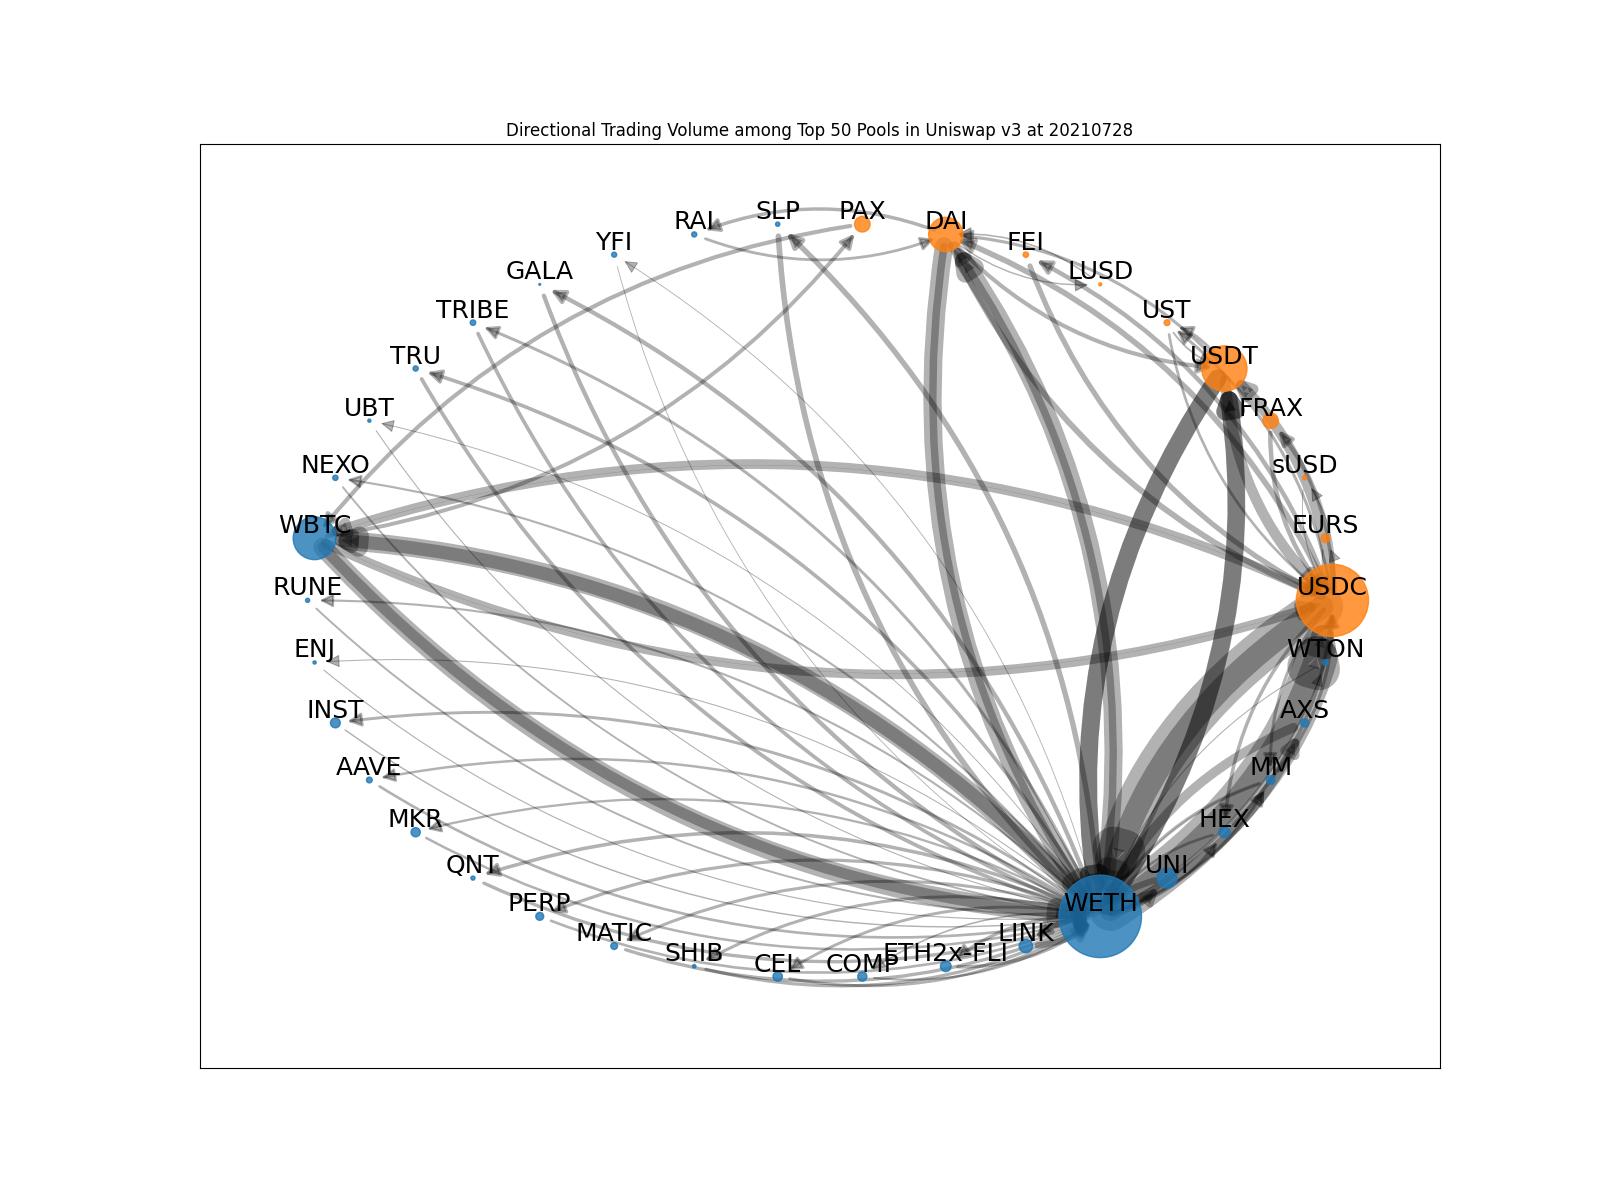 Directional Trading Volume among Top 50 Pools in Uniswap v3 at 20210728
RAI
SLP
PAX
DAI
YFI
FEI
GALA
LUSD
TRIBE
UST
TRU
USDT
UBT
FRAX
NEXO
sUSD
WBTC
EURS
RUNE
USDC
ENJ
WTON
INST
AXS
AAVE
MM
MKR
HEX
QNT
UNI
PERP
WETH
MATIC
LINK
SHIB
ETH2x-FLI
CEL
COMP